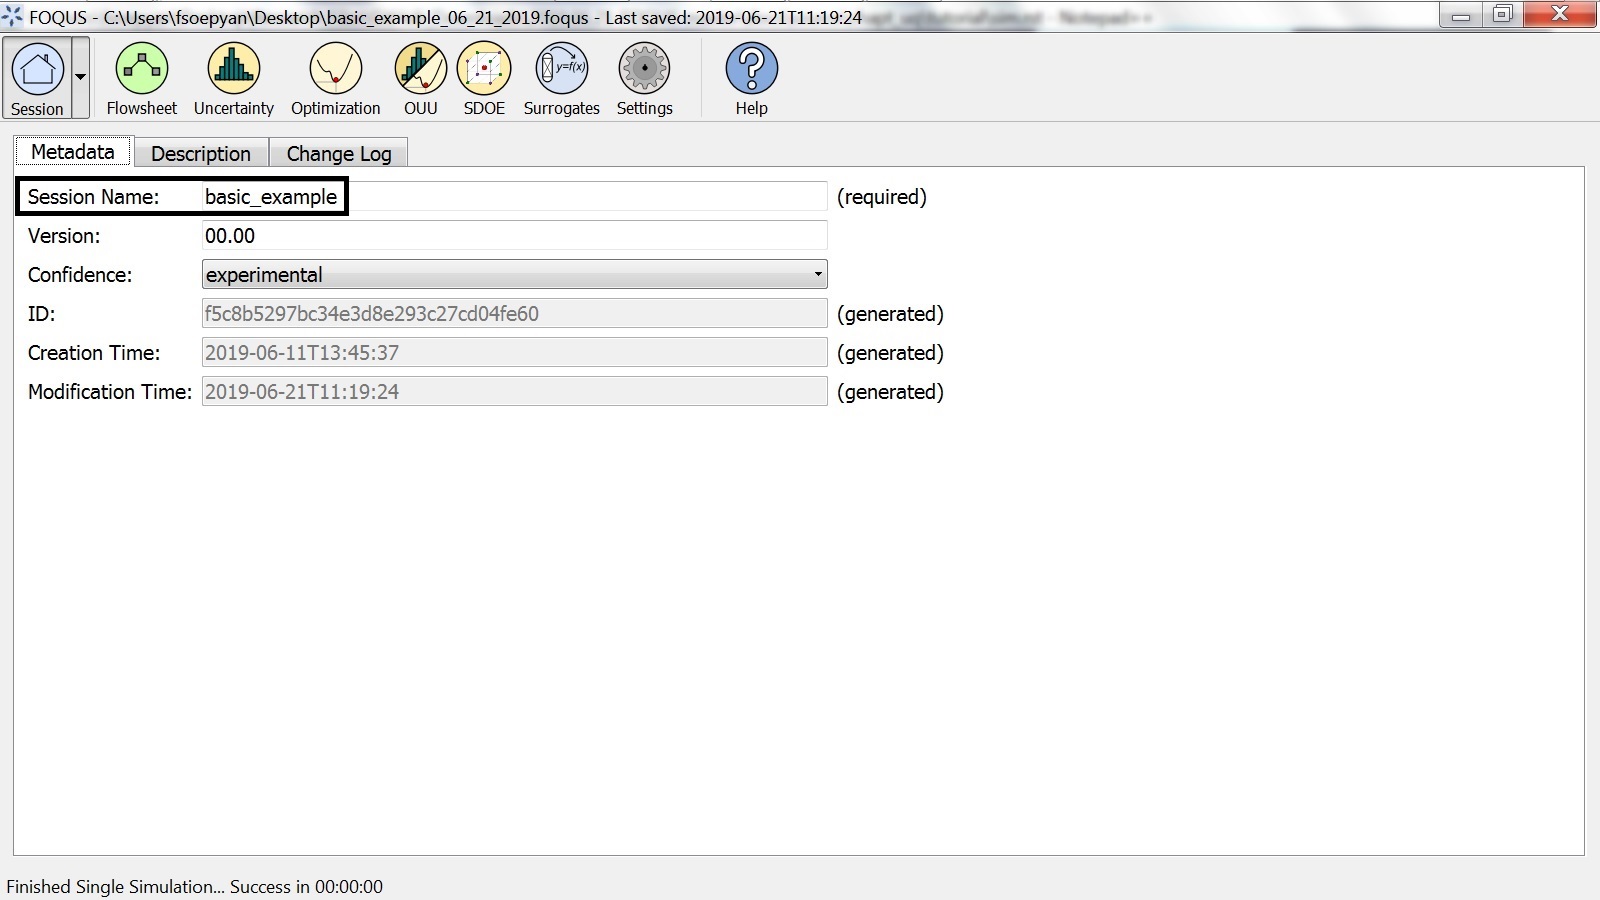 FOQUS - C:\Users\fsoepyan\Desktop\basic_example_06_21_2019.foqus - Last saved: 2019-06-21T11:19:24 - Notepad++
y=f(x)
Session Flowsheet Uncertainty Optimization OUU SDOE Surrogates Settings Help
Metadata Description Change Log
Session Name: basic_example (required)
Version: 00.00
Confidence: experimental
ID: f5c8b5297bc34e3d8e293c27cd04fe60 (generated)
Creation Time: 2019-06-11T13:45:37 (generated)
Modification Time: 2019-06-21T11:19:24 (generated)
Finished Single Simulation... Success in 00:00:00